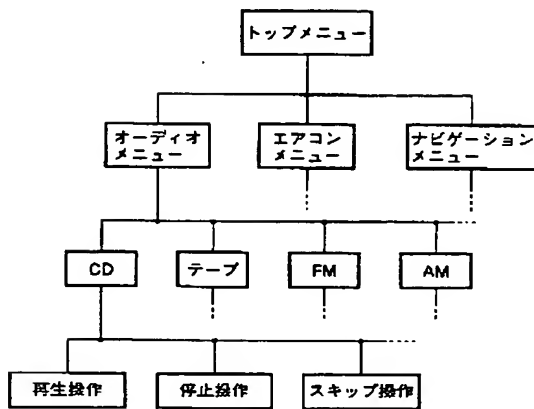 トップメニュー
オーディオ
メニュー
エアコン
メニュー
ナビゲーション
メニュー
CD
テープ
FM
AM
再生操作
停止操作
スキップ操作